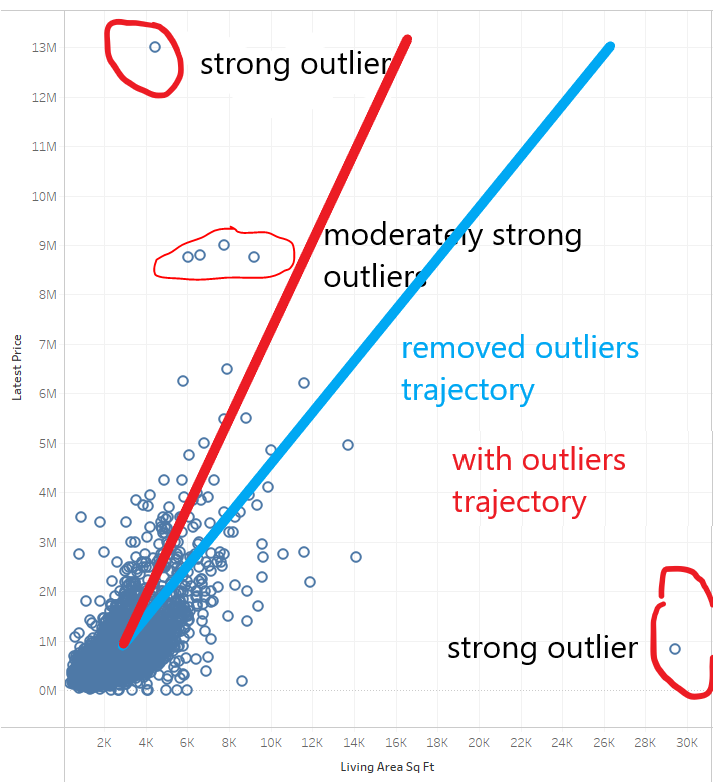 13M
strong outlier
12M
11M
10M
9M
moderately strong
outliers
8M
7M
removed outliers
trajectory
6M
5M
with outliers
trajectory
4M
3M
2M
1M
strong outlier
0M
Latest Price
2K 4K 6K 8K 10K 12K 14K 16K 18K 20K 22K 24K 26K 28K 30K
Living Area Sq Ft